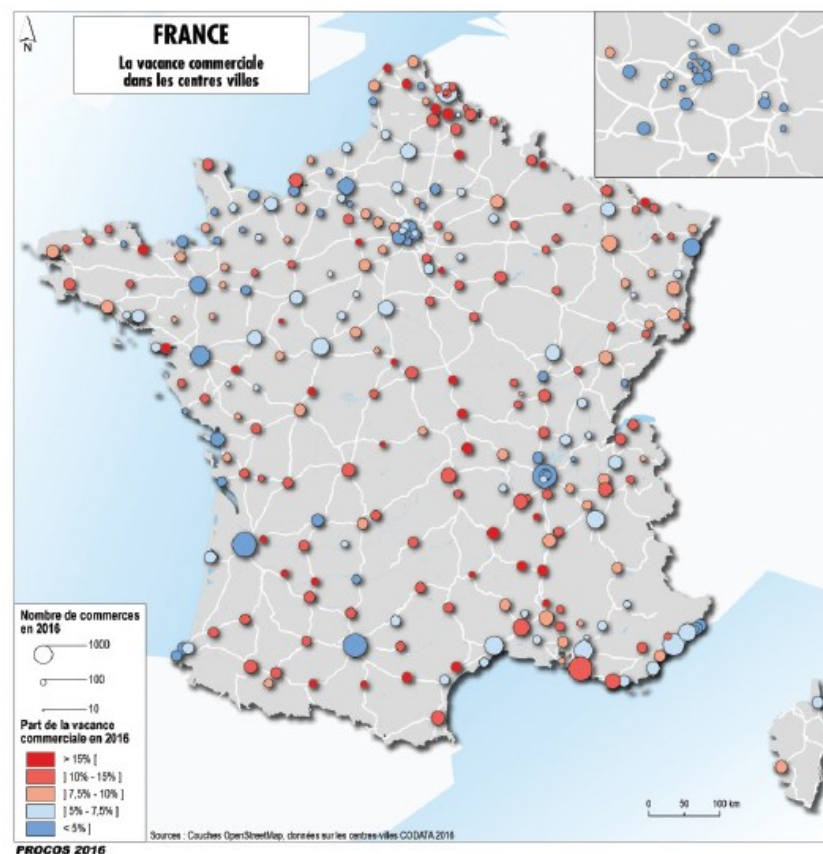 N
FRANCE
La vacance commerciale
dans les centres villes
Nombre de commerces
en 2016
1000
100
10
Part de la vacance
commerciale en 2016
> 15% [
] 10% - 15% ]
] 7,5% - 10% ]
] 5% - 7,5% ]
< 5% ]
0 50 100 km
Sources : Couches OpenStreetMap, données sur les centres-villes CODATA 2016
PROCOS 2016